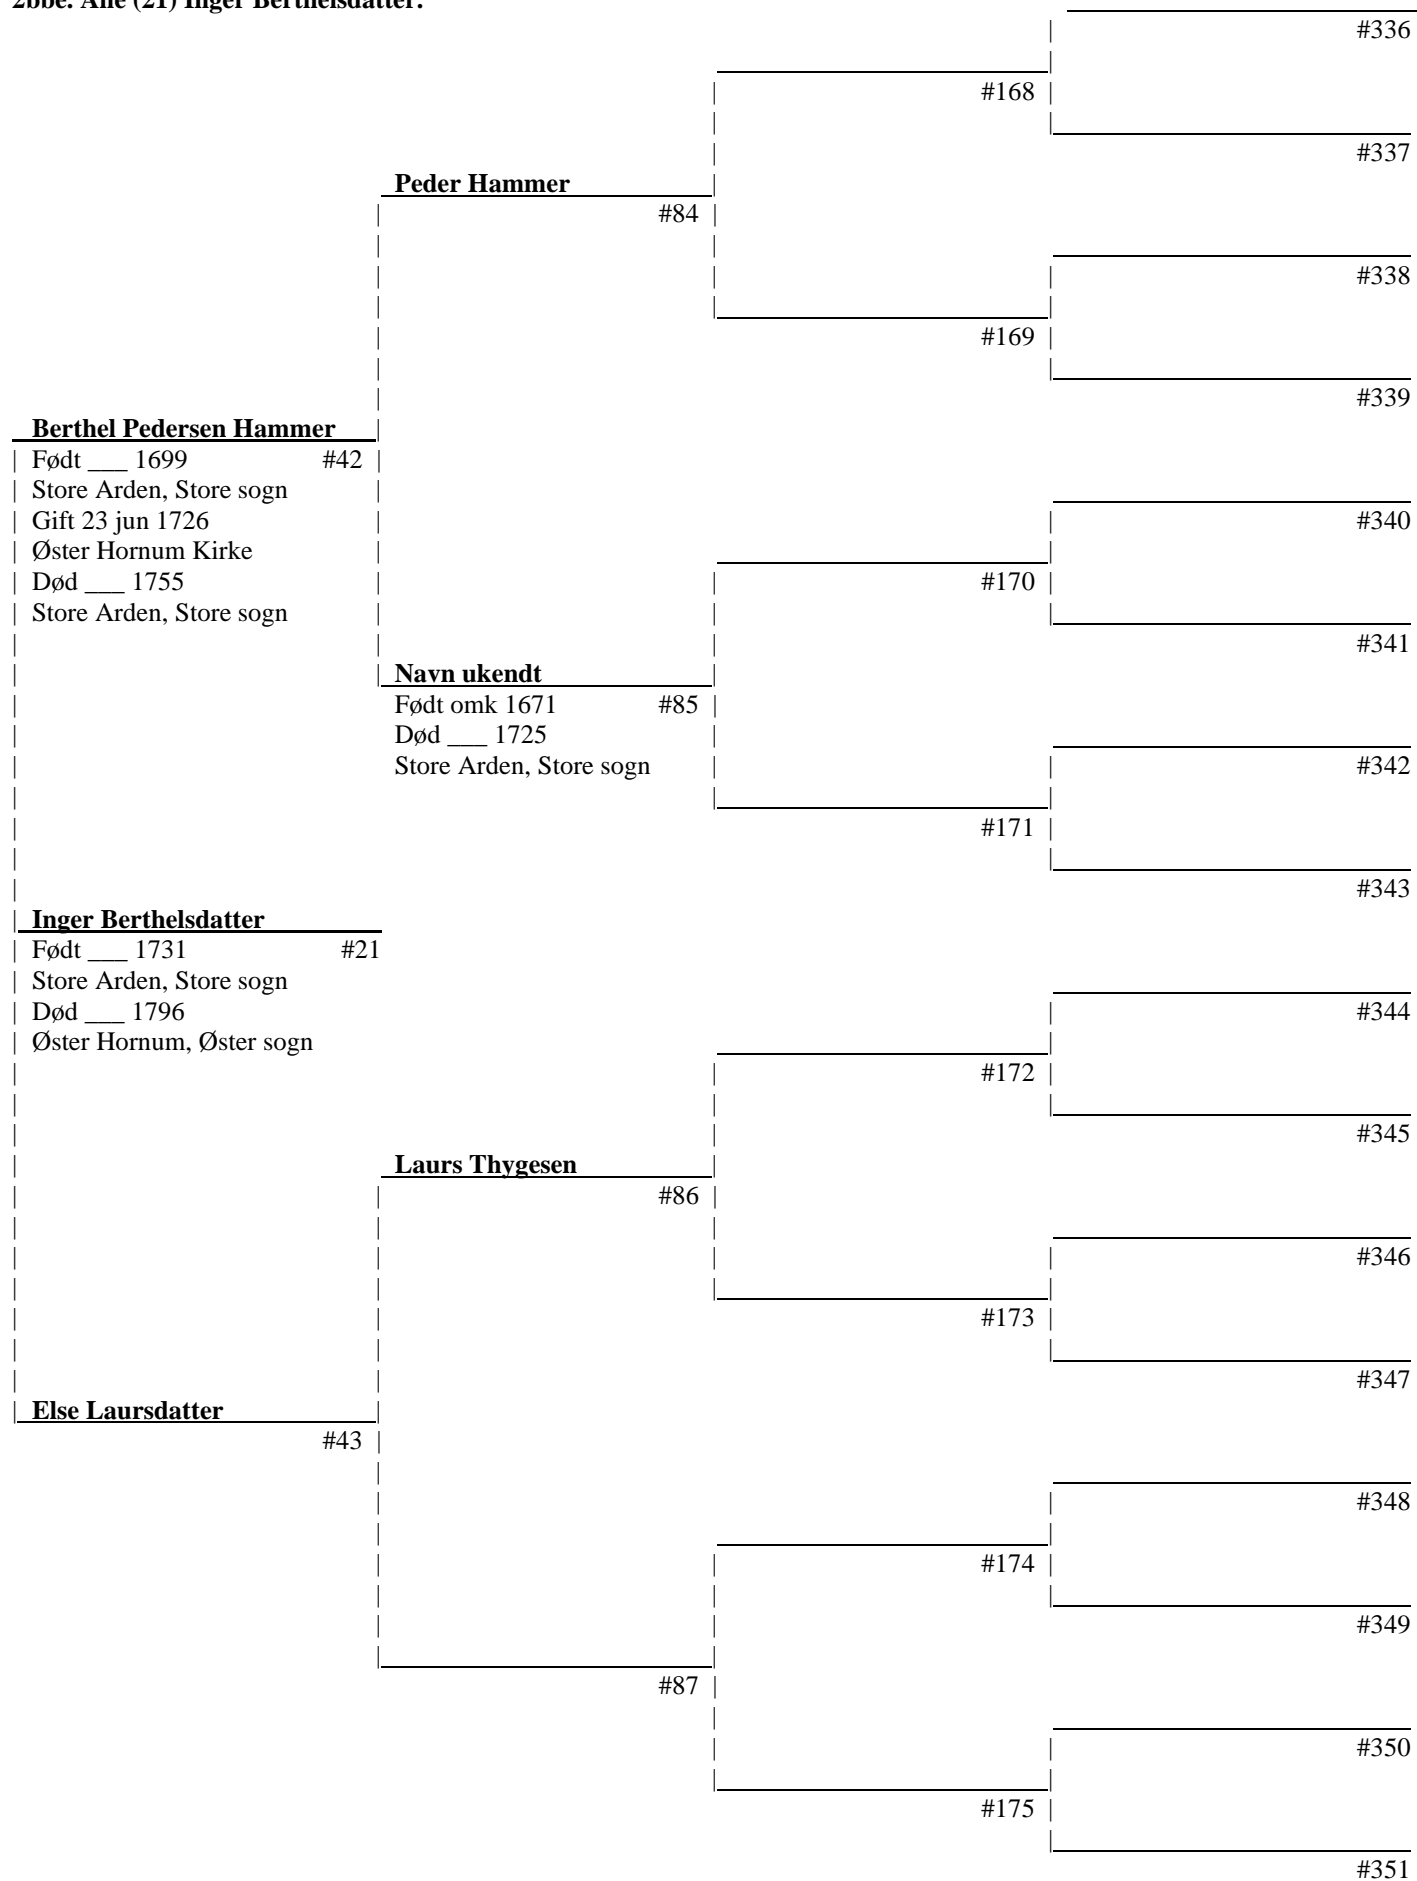 2bbe. Ane (21) Inger Berthelsdatter.
#336
#168
#337
Peder Hammer
#84
#338
#169
#339
Berthel Pedersen Hammer
Født ___ 1699 #42
Store Arden, Store sogn
#340
Gift 23 jun 1726
Øster Hornum Kirke
Død ___ 1755 #170
Store Arden, Store sogn
#341
Navn ukendt
Født omk 1671 #85
Død ___ 1725
Store Arden, Store sogn #342
#171
#343
Inger Berthelsdatter
Født ___ 1731 #21
Store Arden, Store sogn
Død ___ 1796 #344
Øster Hornum, Øster sogn
#172
#345
Laurs Thygesen
#86
#346
#173
#347
Else Laursdatter
#43
#348
#174
#349
#87
#350
#175
#351